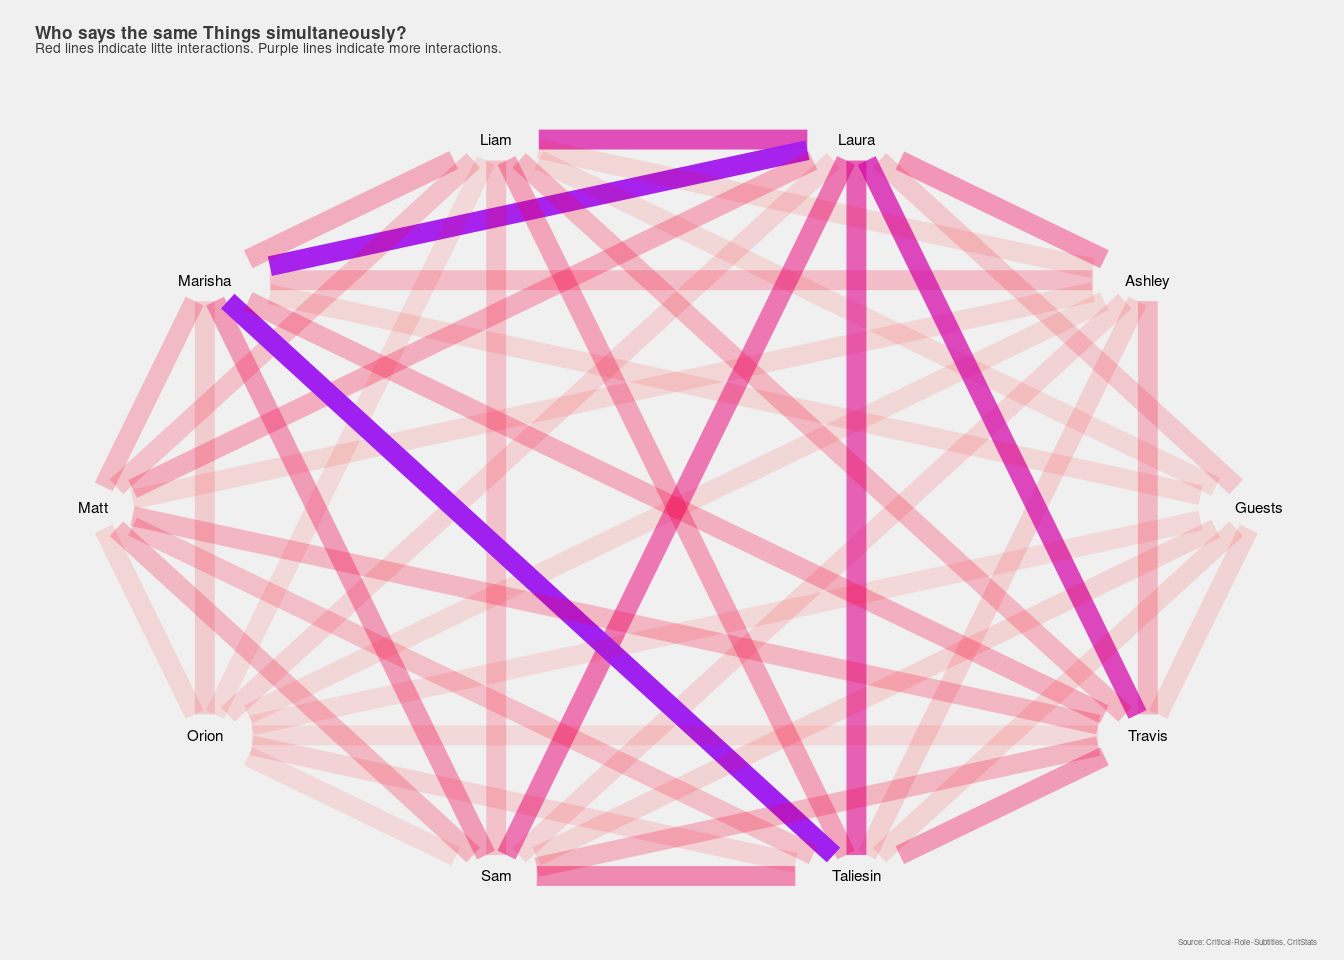 Who says the same Things simultaneously?
Red lines indicate litte interactions. Purple lines indicate more interactions.
Liam
Laura
Marisha
Ashley
Matt
Guests
Orion
Travis
Sam
Taliesin
Source: Critical-Role-Subtitles, CritStats